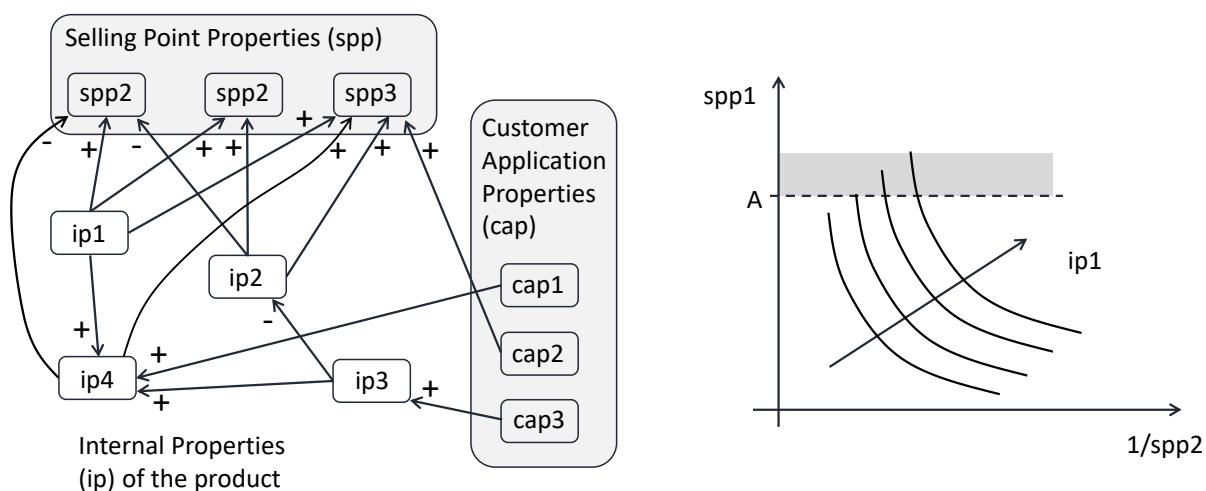 Selling Point Properties (spp)
spp2
spp2
spp3
+
-
+
-
+
+
+
+
+
Customer
Application
Properties
(cap)
ip1
ip2
cap1
+
-
+
cap2
ip4
ip3
+
+
cap3
Internal Properties
(ip) of the product
spp1
A
ip1
1/spp2